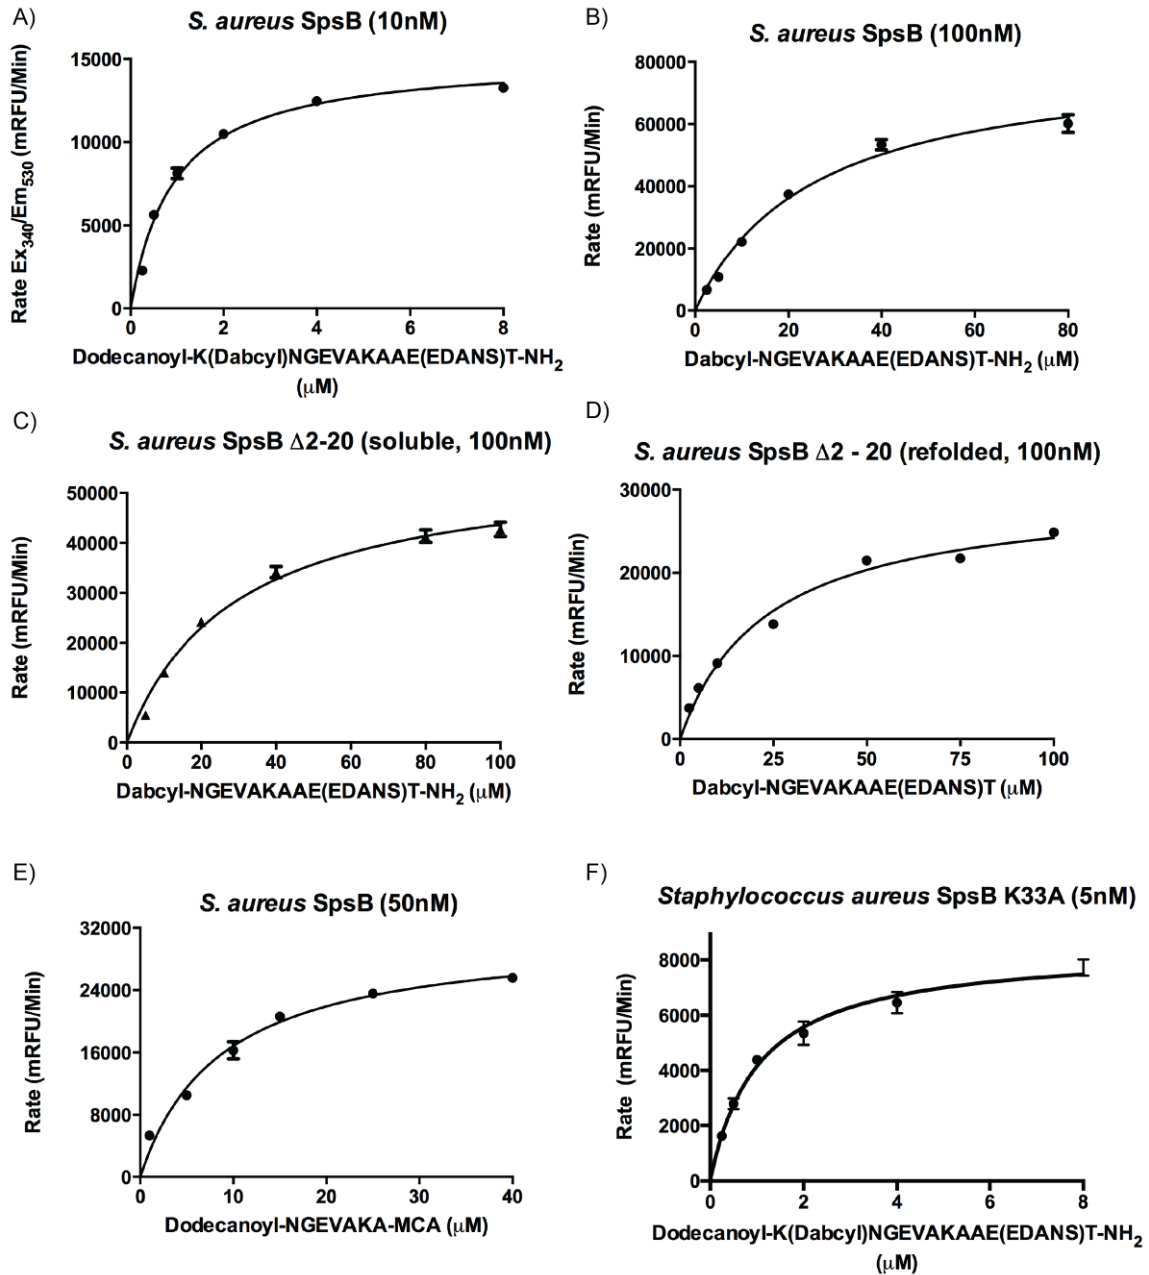 A)
S. aureus SpsB (10nM)
Rate Ex340/Em530 (mRFU/Min)
15000
10000
5000
0
0 2 4 6 8
Dodecanoyl-K(Dabcyl)NGEVAKAAE(EDANS)T-NH2
(μM)
B)
S. aureus SpsB (100nM)
Rate (mRFU/Min)
80000
60000
40000
20000
0
0 20 40 60 80
Dabcyl-NGEVAKAAE(EDANS)T-NH2 (μM)
C)
S. aureus SpsB Δ2-20 (soluble, 100nM)
Rate (mRFU/Min)
50000
40000
30000
20000
10000
0
0 20 40 60 80 100
Dabcyl-NGEVAKAAE(EDANS)T-NH2 (μM)
D)
S. aureus SpsB Δ2 - 20 (refolded, 100nM)
Rate (mRFU/Min)
30000
20000
10000
0
0 25 50 75 100
Dabcyl-NGEVAKAAE(EDANS)T (μM)
E)
S. aureus SpsB (50nM)
Rate (mRFU/Min)
32000
24000
16000
8000
0
0 10 20 30 40
Dodecanoyl-NGEVAKA-MCA (μM)
F)
Staphylococcus aureus SpsB K33A (5nM)
Rate (mRFU/Min)
8000
6000
4000
2000
0
0 2 4 6 8
Dodecanoyl-K(Dabcyl)NGEVAKAAE(EDANS)T-NH2
(μM)